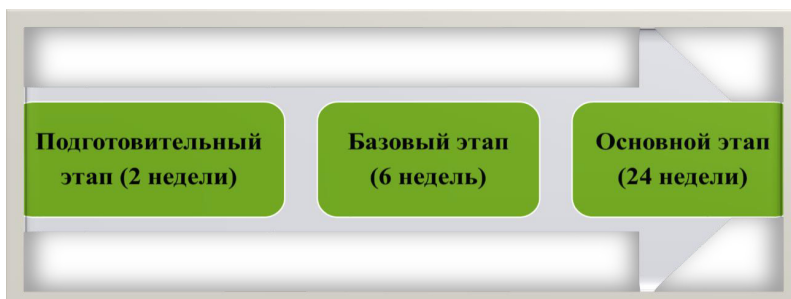 Подготовительный
этап (2 недели)
Базовый этап
(6 недель)
Основной этап
(24 недели)